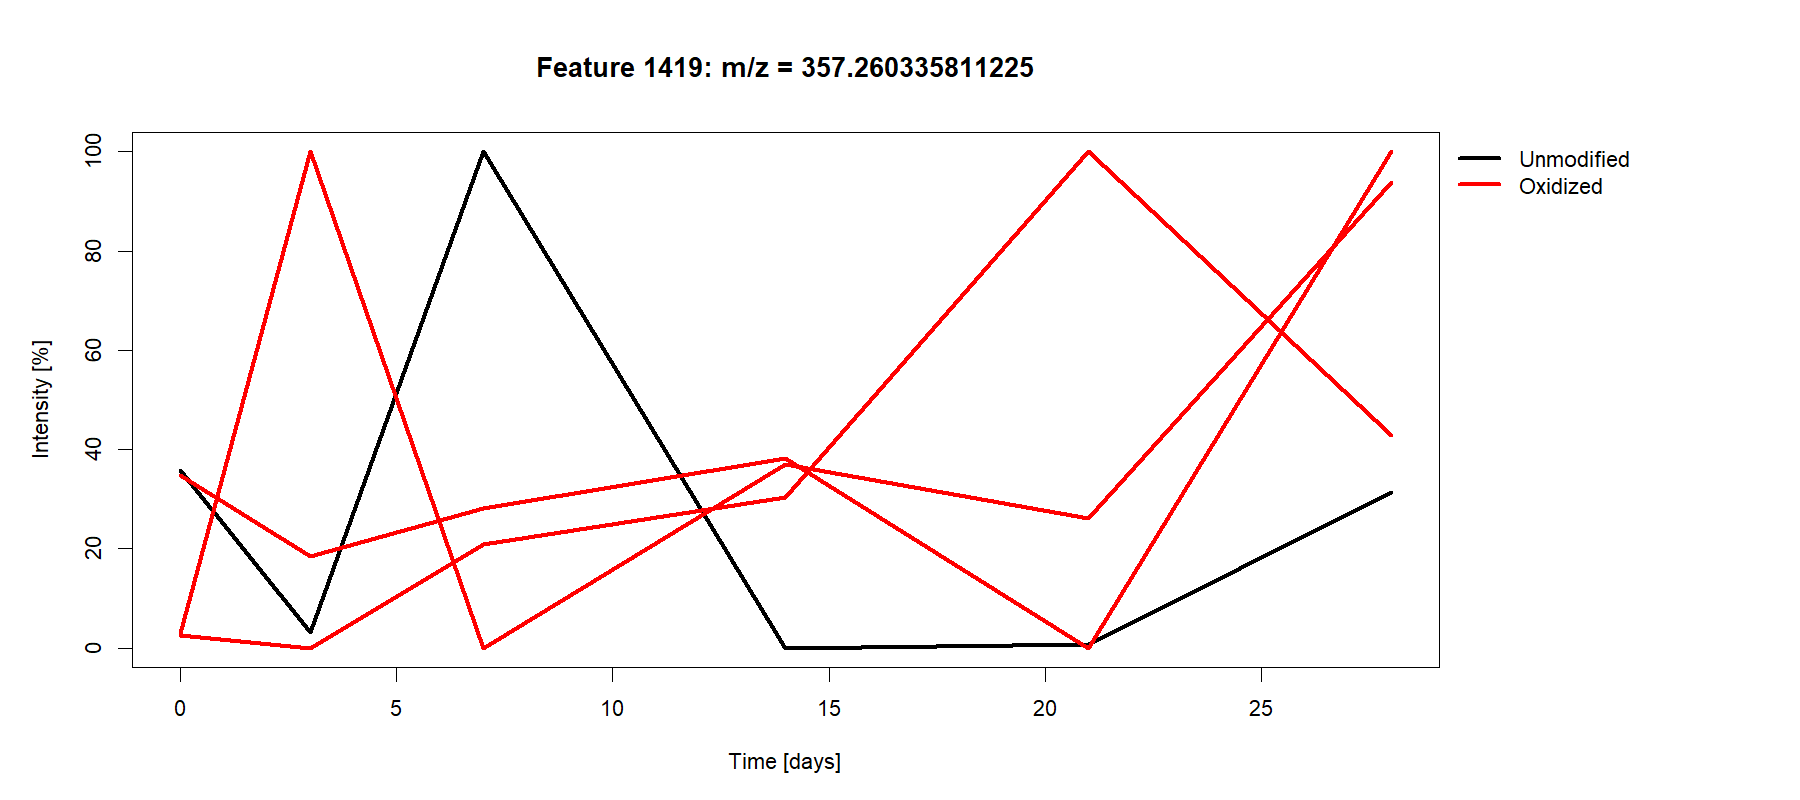 Feature 1419: m/z = 357.260335811225
Unmodified
Oxidized
Intensity [%]
100
80
60
40
20
0
0 5 10 15 20 25
Time [days]